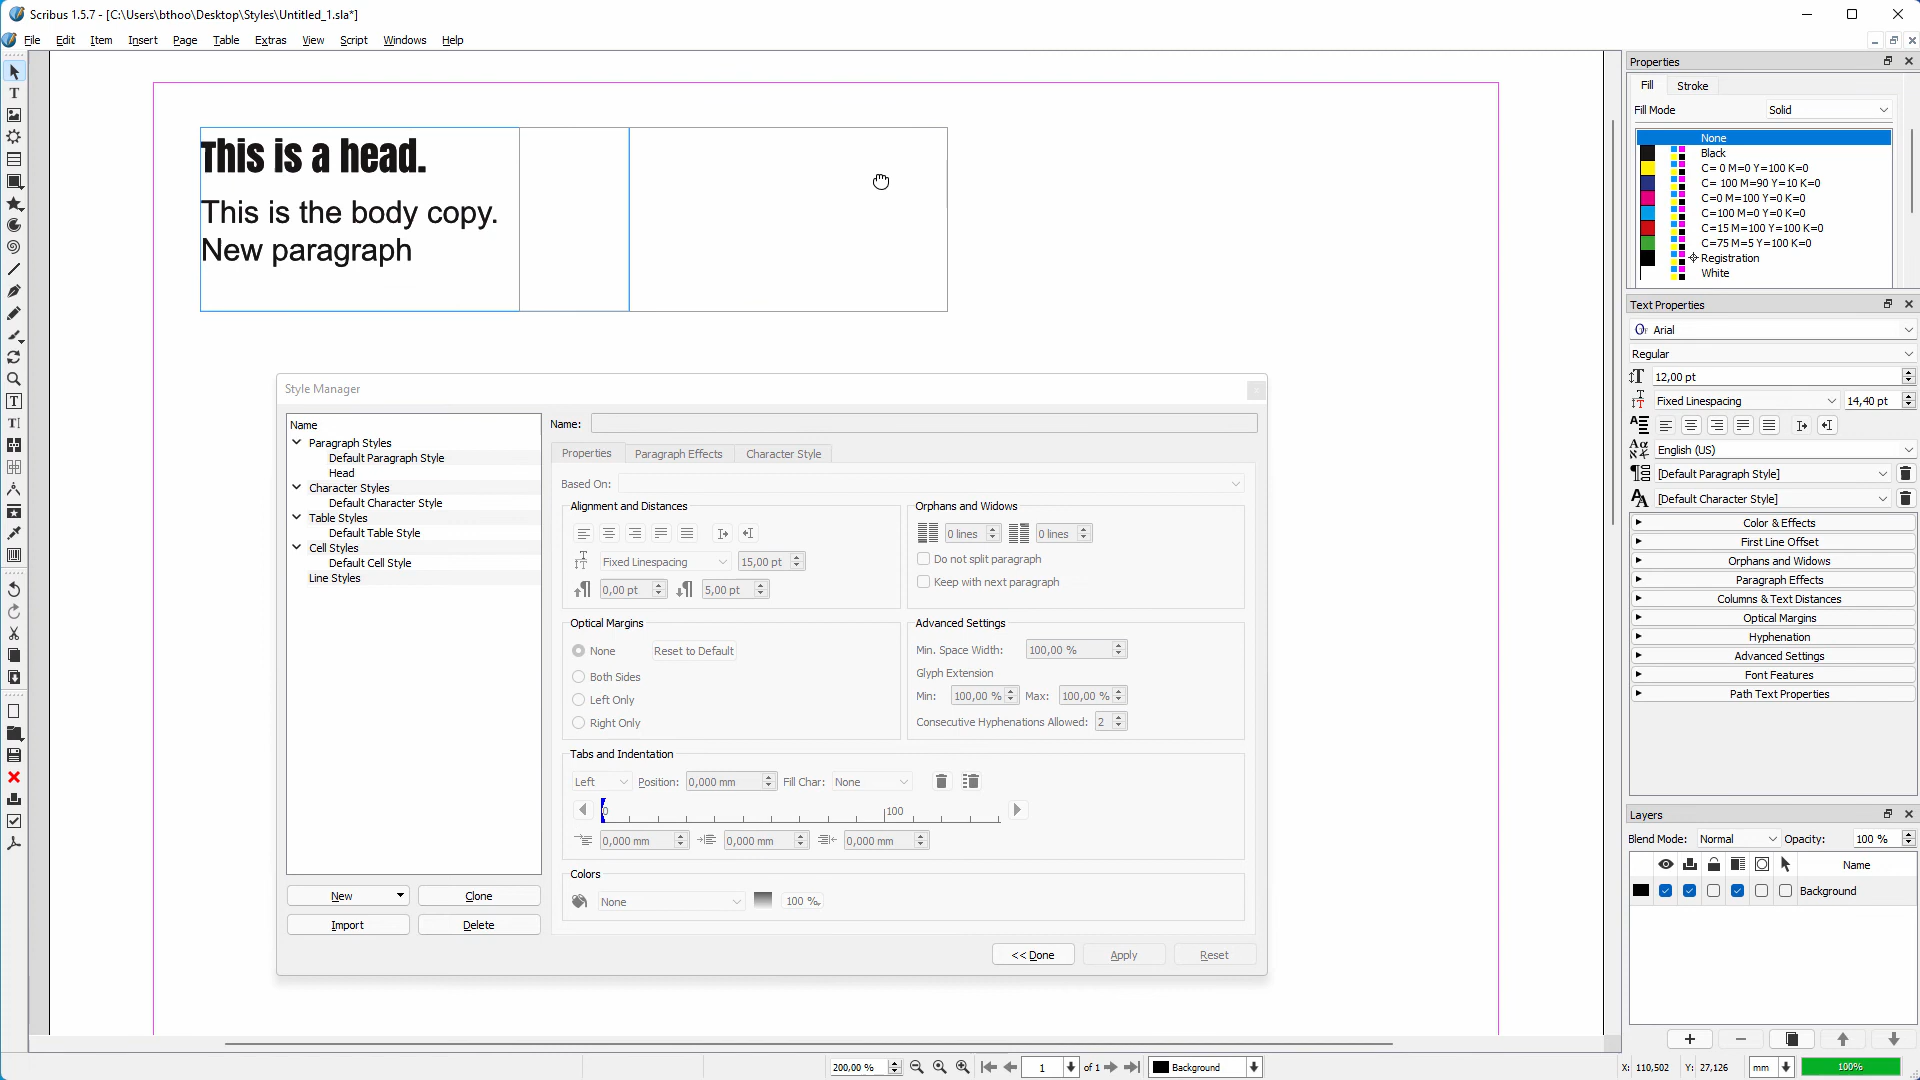 Scribus 1.5.7 - [C:\Users\bthoo\Desktop\Styles\Untitled_1.sla*]
File Edit Item Insert Page Table Extras View Script Windows Help
This is a head.
This is the body copy.
New paragraph
Style Manager
Name
Paragraph Styles
Default Paragraph Style
Head
Character Styles
Default Character Style
Table Styles
Default Table Style
Cell Styles
Default Cell Style
Line Styles
New
Clone
Import
Delete
Name:
Properties Paragraph Effects Character Style
Based On:
Alignment and Distances
Fixed Linespacing 15,00 pt
0,00 pt 5,00 pt
Orphans and Widows
0 lines 0 lines
Do not split paragraph
Keep with next paragraph
Optical Margins
None Reset to Default
Both Sides
Left Only
Right Only
Advanced Settings
Min. Space Width: 100,00 %
Glyph Extension
Min: 100,00 % Max: 100,00 %
Consecutive Hyphenations Allowed: 2
Tabs and Indentation
Left Position: 0,000 mm Fill Char: None
0 100
0,000 mm 0,000 mm 0,000 mm
Colors
None 100 %
<< Done Apply Reset
Properties
Fill Stroke
Fill Mode Solid
None
Black
C= 0 M=0 Y=100 K=0
C= 100 M=90 Y=10 K=0
C=0 M=100 Y=0 K=0
C=100 M=0 Y=0 K=0
C=15 M=100 Y=100 K=0
C=75 M=5 Y=100 K=0
Registration
White
Text Properties
Arial
Regular
12,00 pt
Fixed Linespacing 14,40 pt
English (US)
[Default Paragraph Style]
[Default Character Style]
Color & Effects
First Line Offset
Orphans and Widows
Paragraph Effects
Columns & Text Distances
Optical Margins
Hyphenation
Advanced Settings
Font Features
Path Text Properties
Layers
Blend Mode: Normal Opacity: 100 %
Name
Background
200,00 % 1 of 1 Background
X: 110,502 Y: 27,126 mm 100%